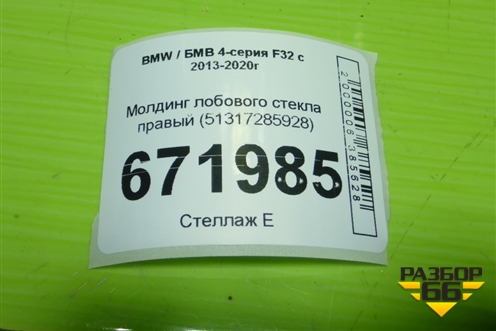 BMW / БМВ 4-серия F32 с
2013-2020г
Молдинг лобового стекла
правый (51317285928)
671985
Стеллаж Е
2000006385628
РАЗБОР
66